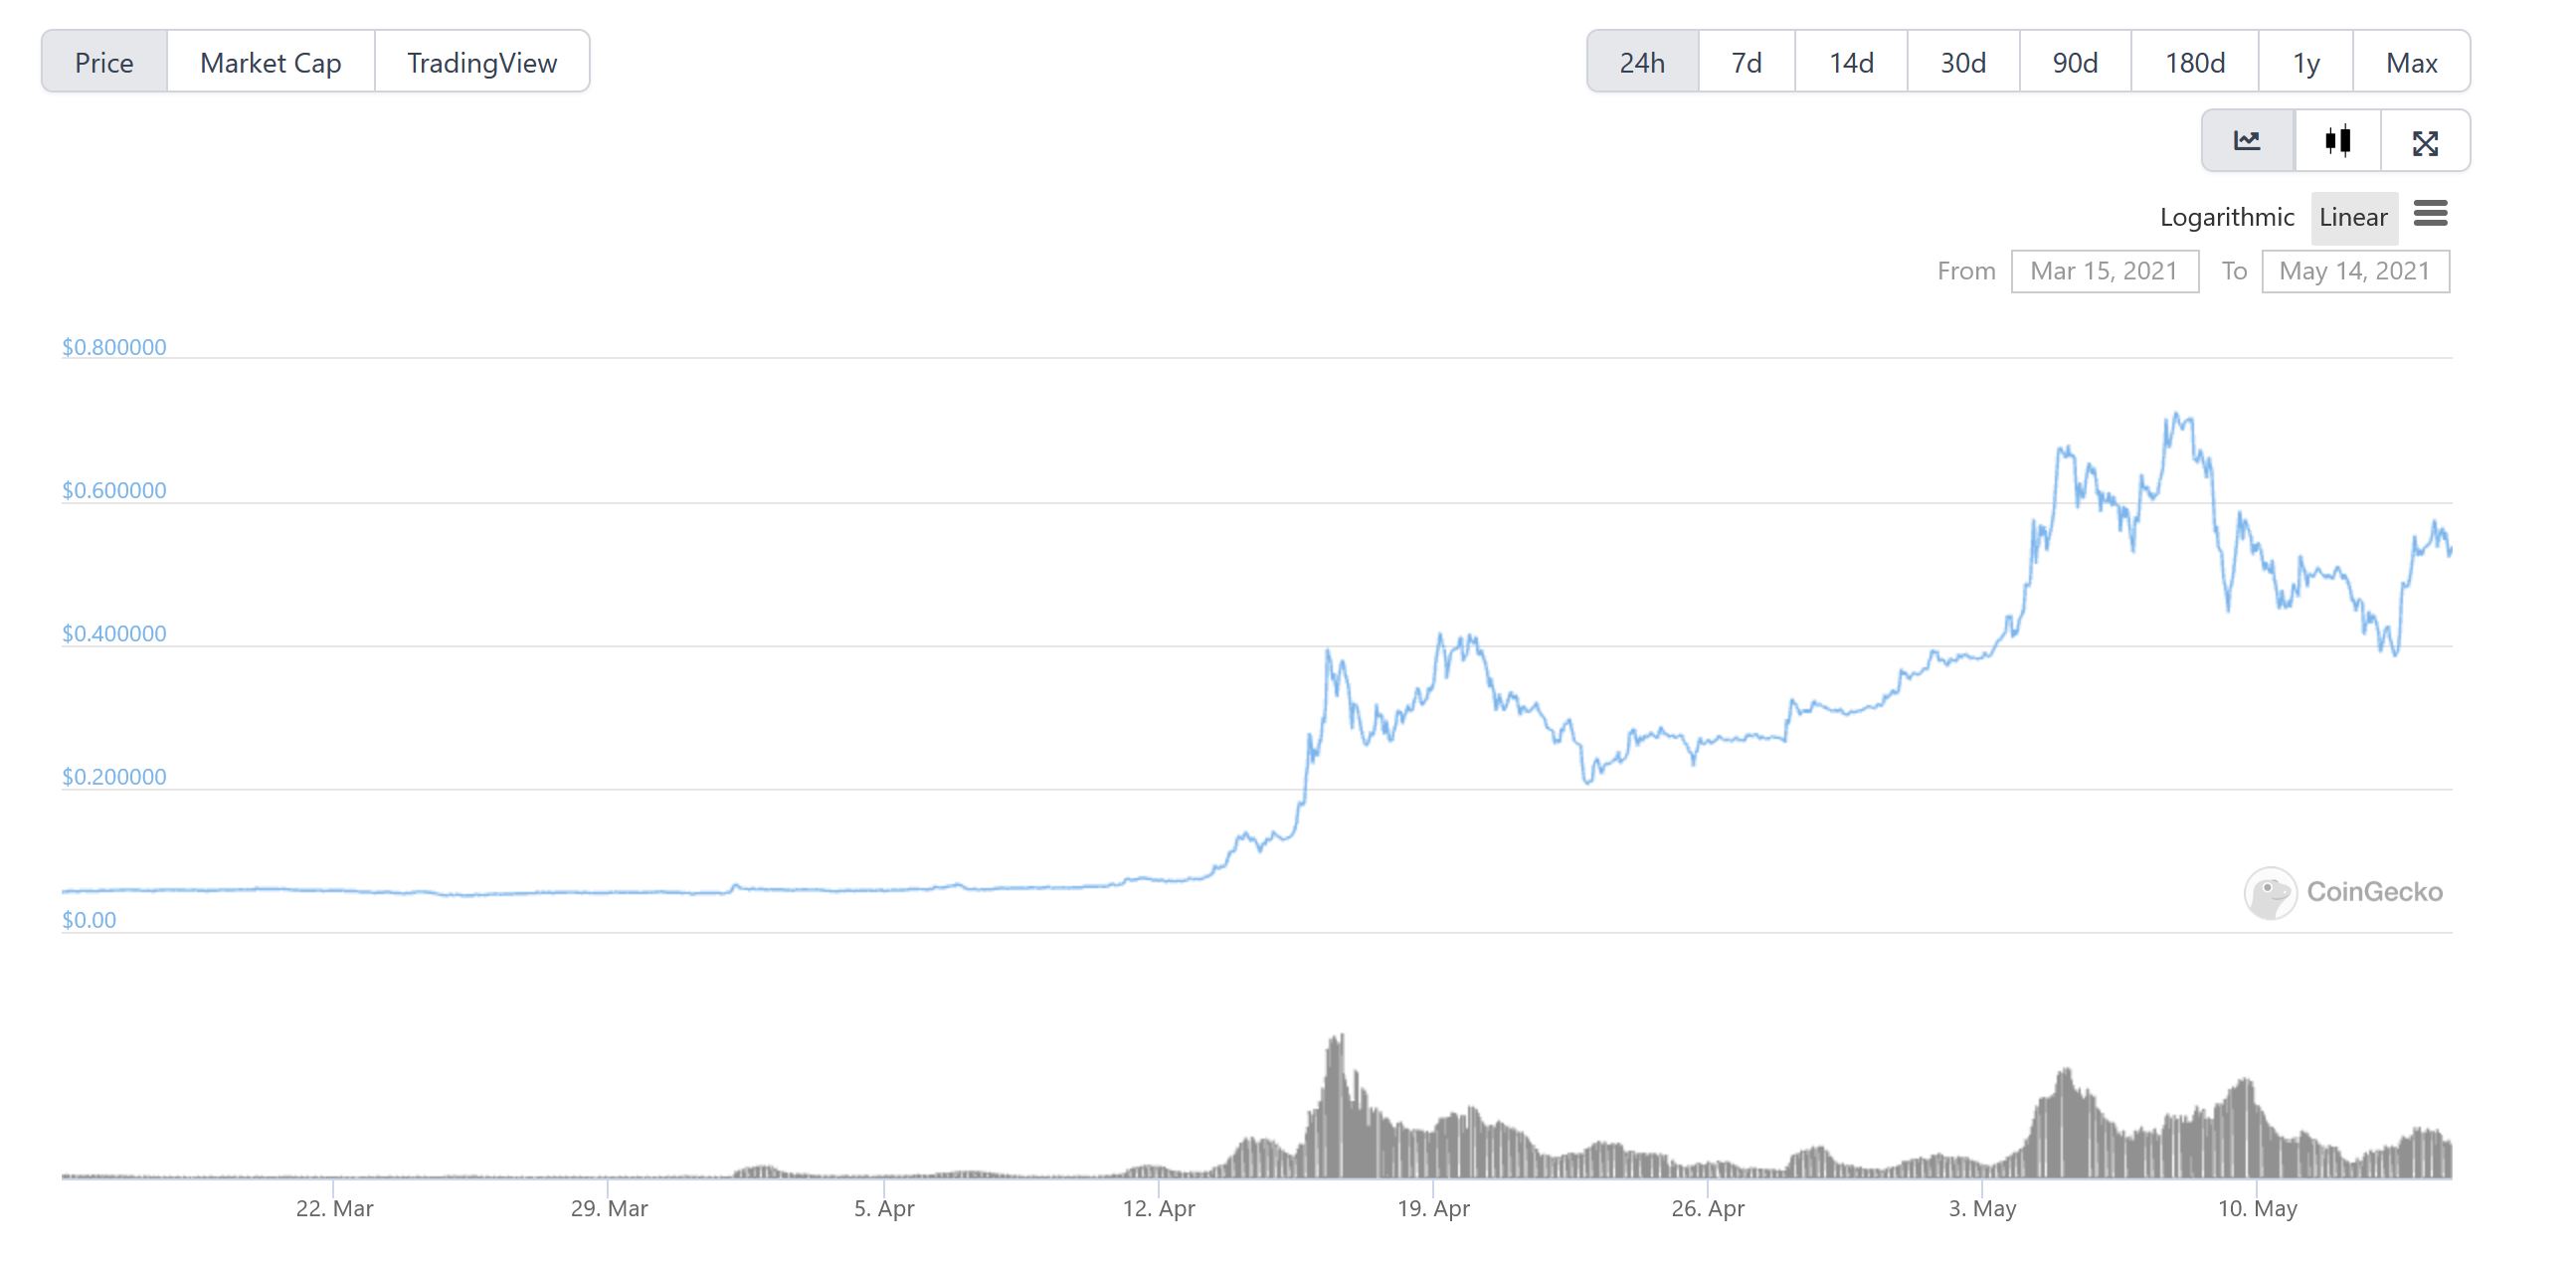 Price Market Cap TradingView 24h 7d 14d 30d 90d 180d 1y Max
Logarithmic Linear
From Mar 15, 2021 To May 14, 2021
$0.800000
$0.600000
$0.400000
$0.200000
CoinGecko
$0.00
22. Mar 29. Mar 5. Apr 12. Apr 19. Apr 26. Apr 3. May 10. May